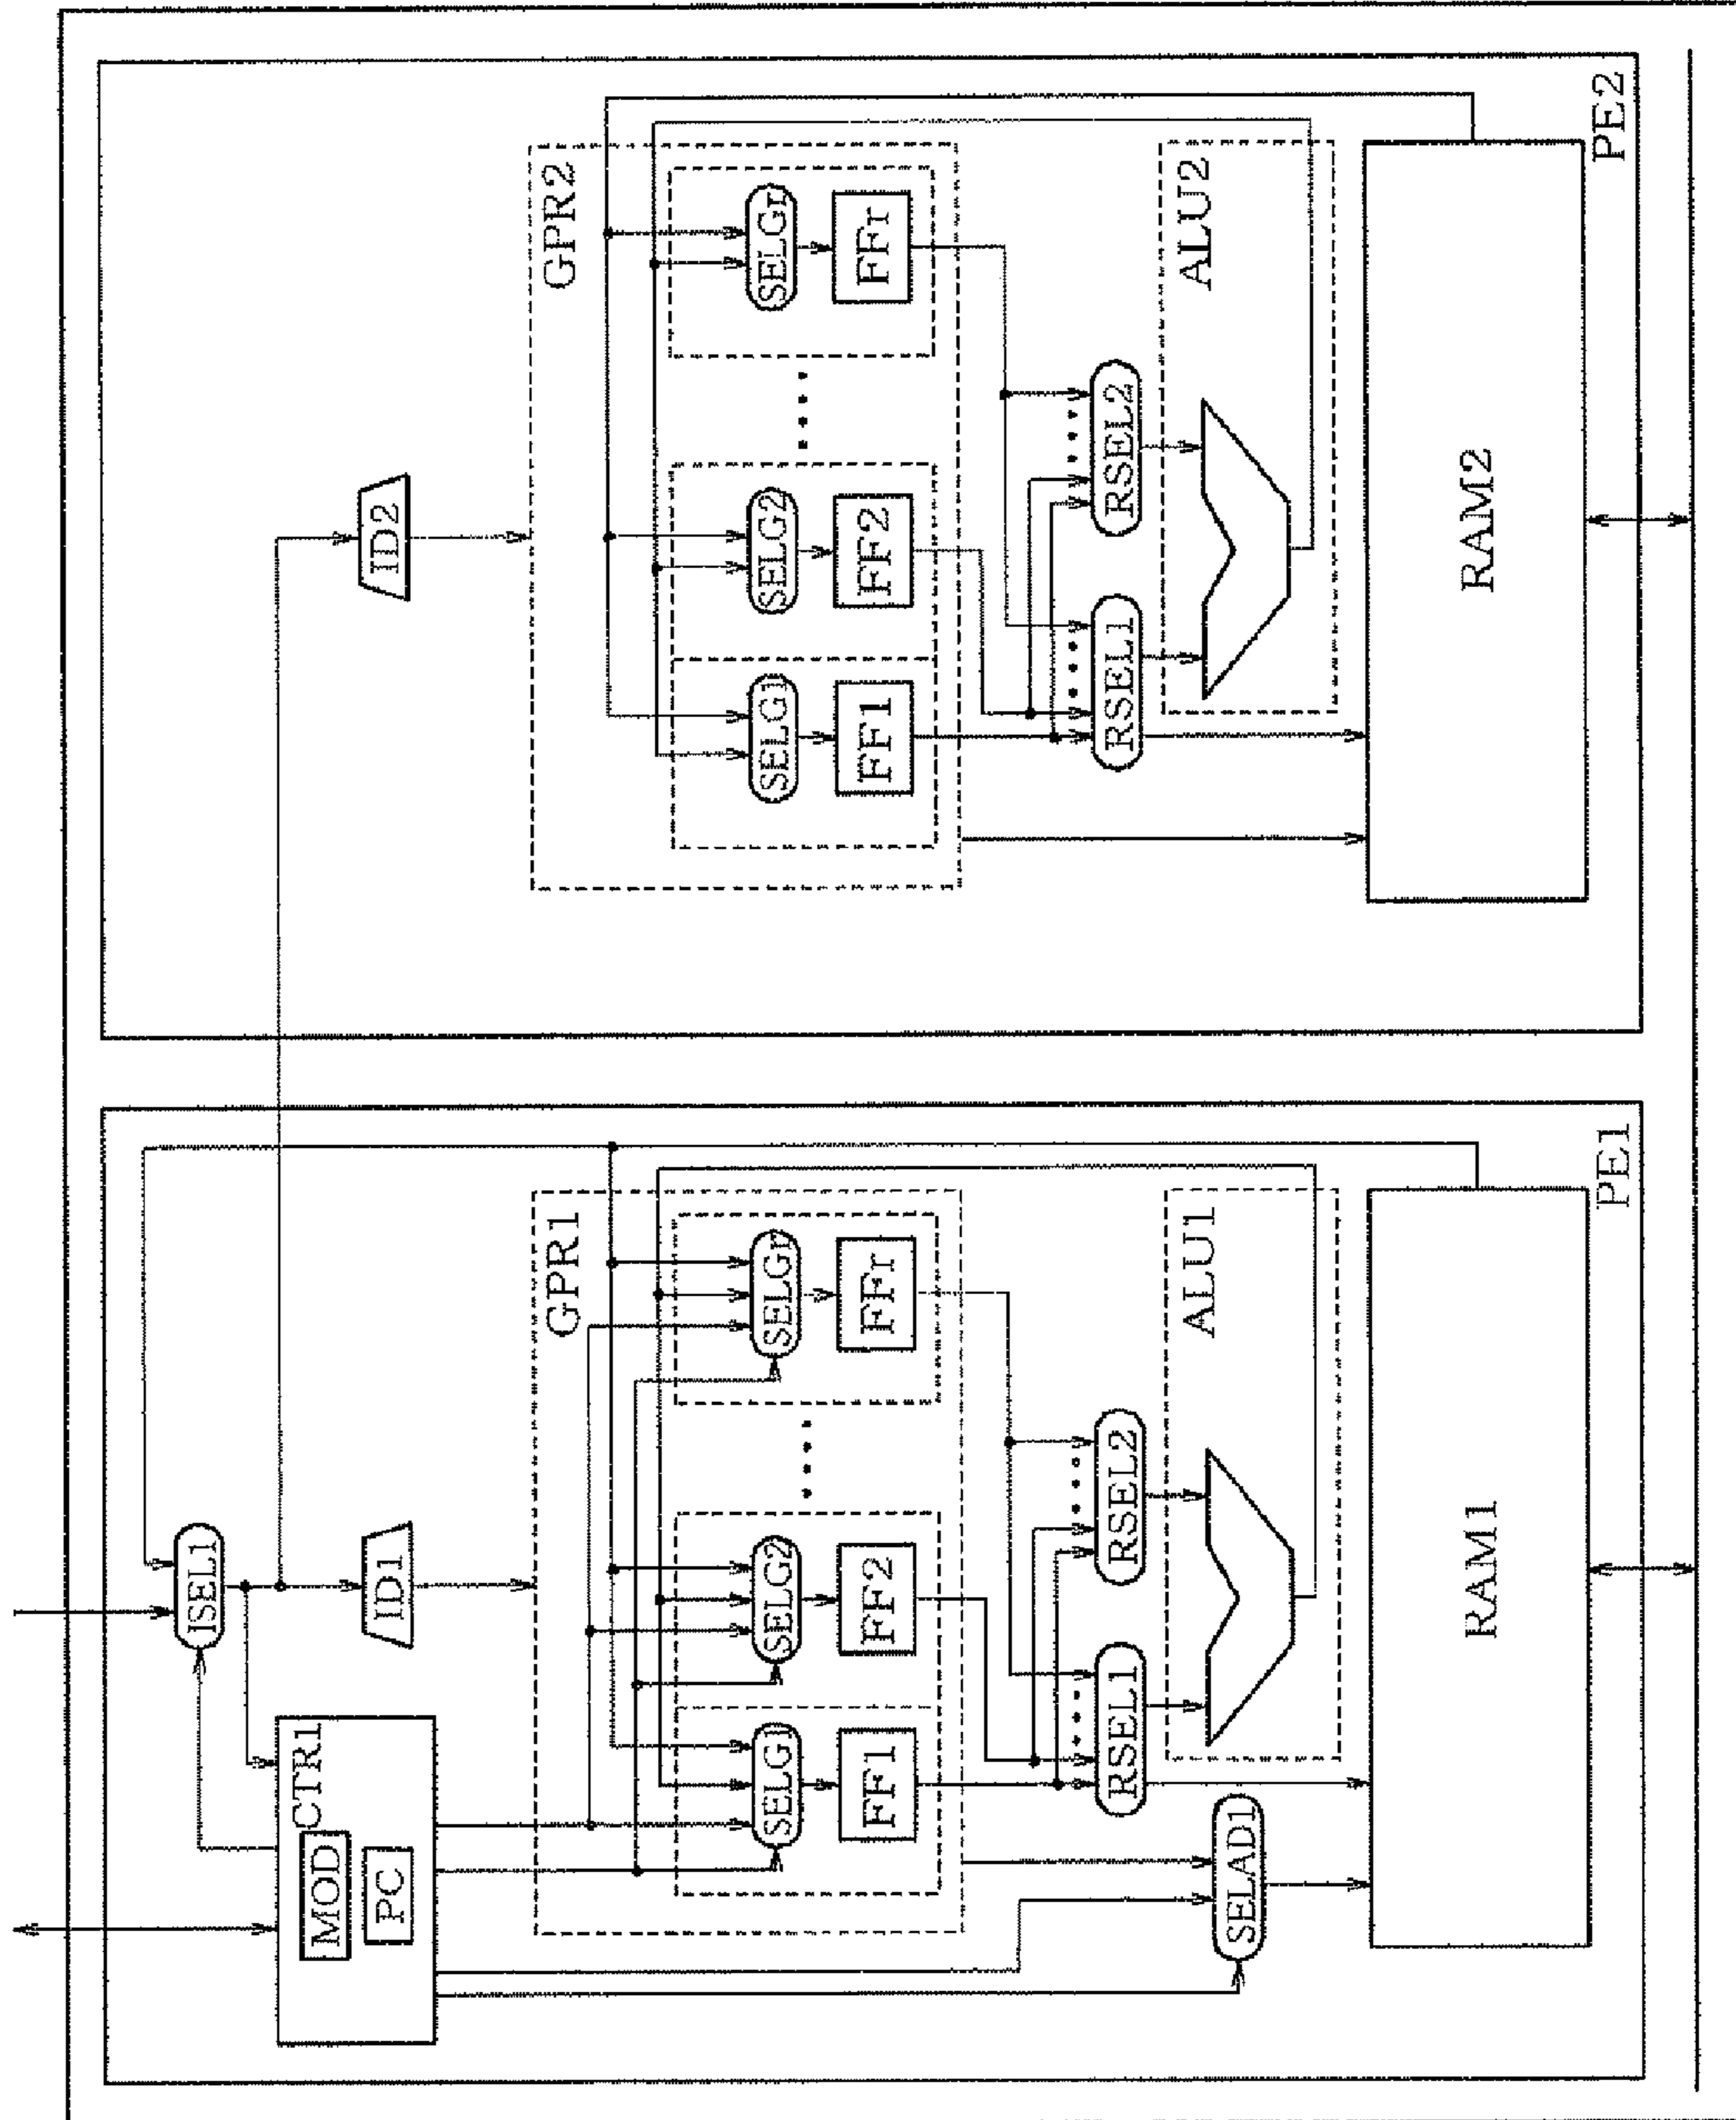 ISEL1
CTR1
MOD
PC
ID1
GPR1
SELG1
SELG2
SELGr
FF1
FF2
FFr
RSEL1
RSEL2
SELAD1
ALU1
RAM1
PE1
ID2
GPR2
SELG1
SELG2
SELGr
FF1
FF2
FFr
RSEL1
RSEL2
ALU2
RAM2
PE2